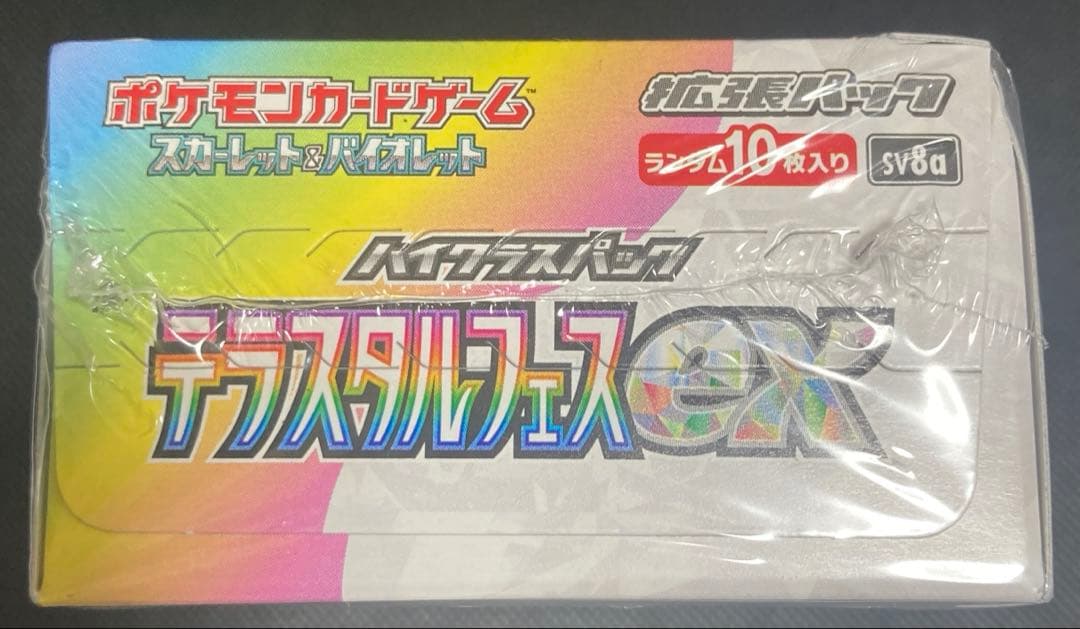 ポケモンカードゲーム™
スカーレット&バイオレット
拡張パック
ランダム10枚入り
SV8a
ハイクラスパック
テラスタルフェスex